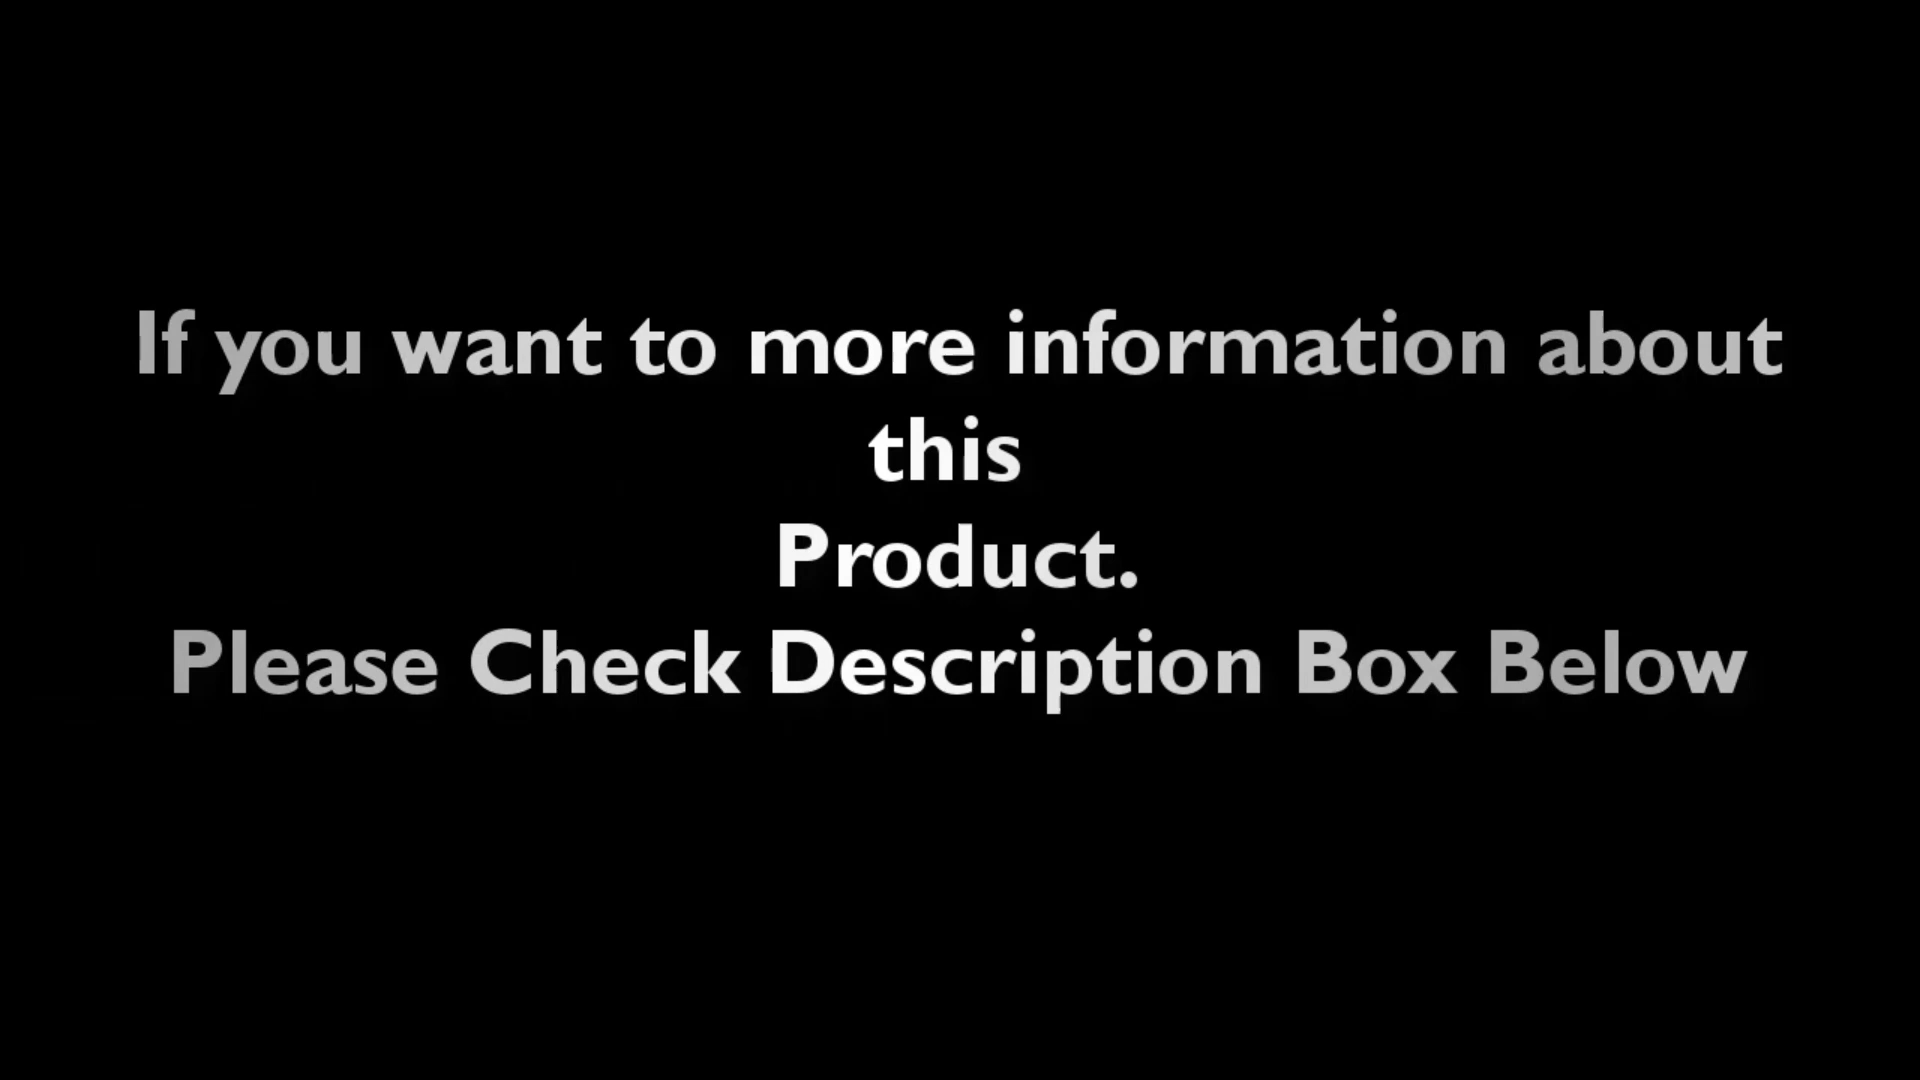 If you want to more information about
this
Product.
Please Check Description Box Below